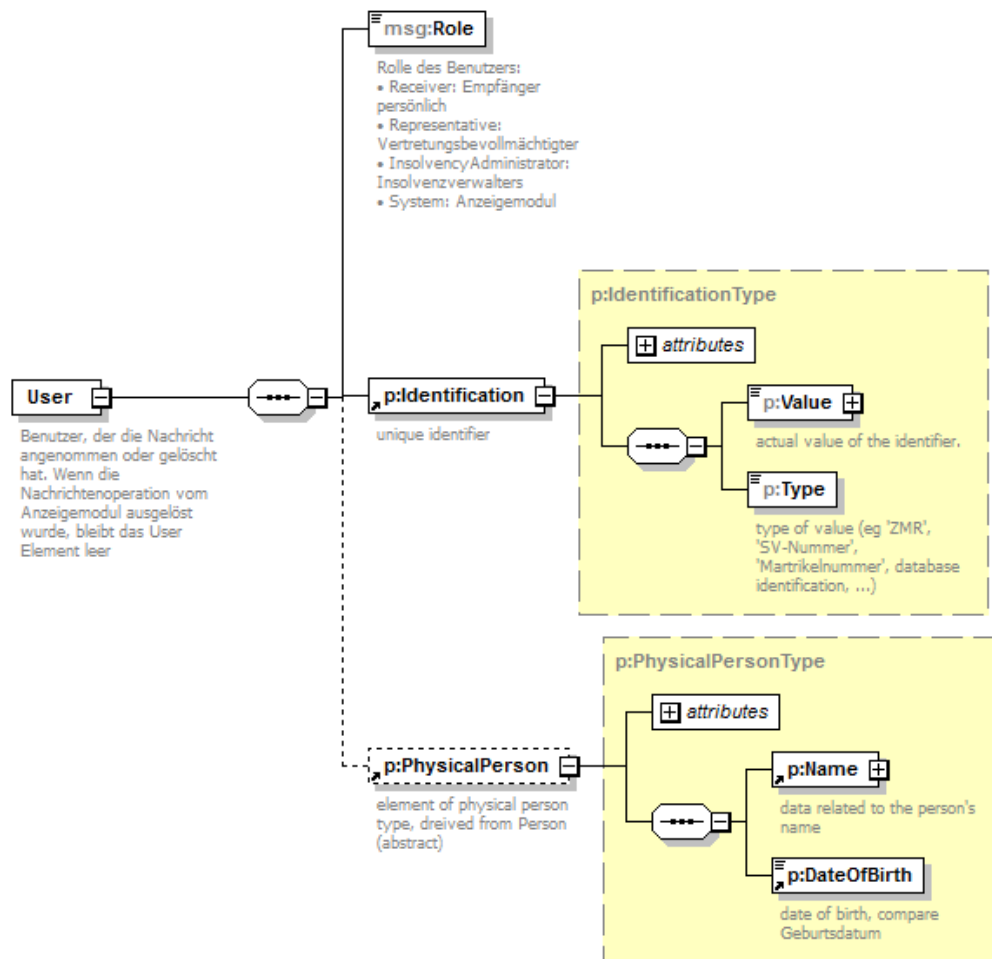 msg:Role
Rolle des Benutzers:
• Receiver: Empfänger
persönlich
• Representative:
Vertretungsbevollmächtigter
• InsolvencyAdministrator:
Insolvenzverwalters
• System: Anzeigemodul
User
Benutzer, der die Nachricht
angenommen oder gelöscht
hat. Wenn die
Nachrichtenoperation vom
Anzeigemodul ausgelöst
wurde, bleibt das User
Element leer
p:Identification
unique identifier
p:IdentificationType
attributes
p:Value
actual value of the identifier.
p:Type
type of value (eg 'ZMR',
'SV-Nummer',
'Martrikelnummer', database
identification, ...)
p:PhysicalPerson
element of physical person
type, dreived from Person
(abstract)
p:PhysicalPersonType
attributes
p:Name
data related to the person's
name
p:DateOfBirth
date of birth, compare
Geburtsdatum